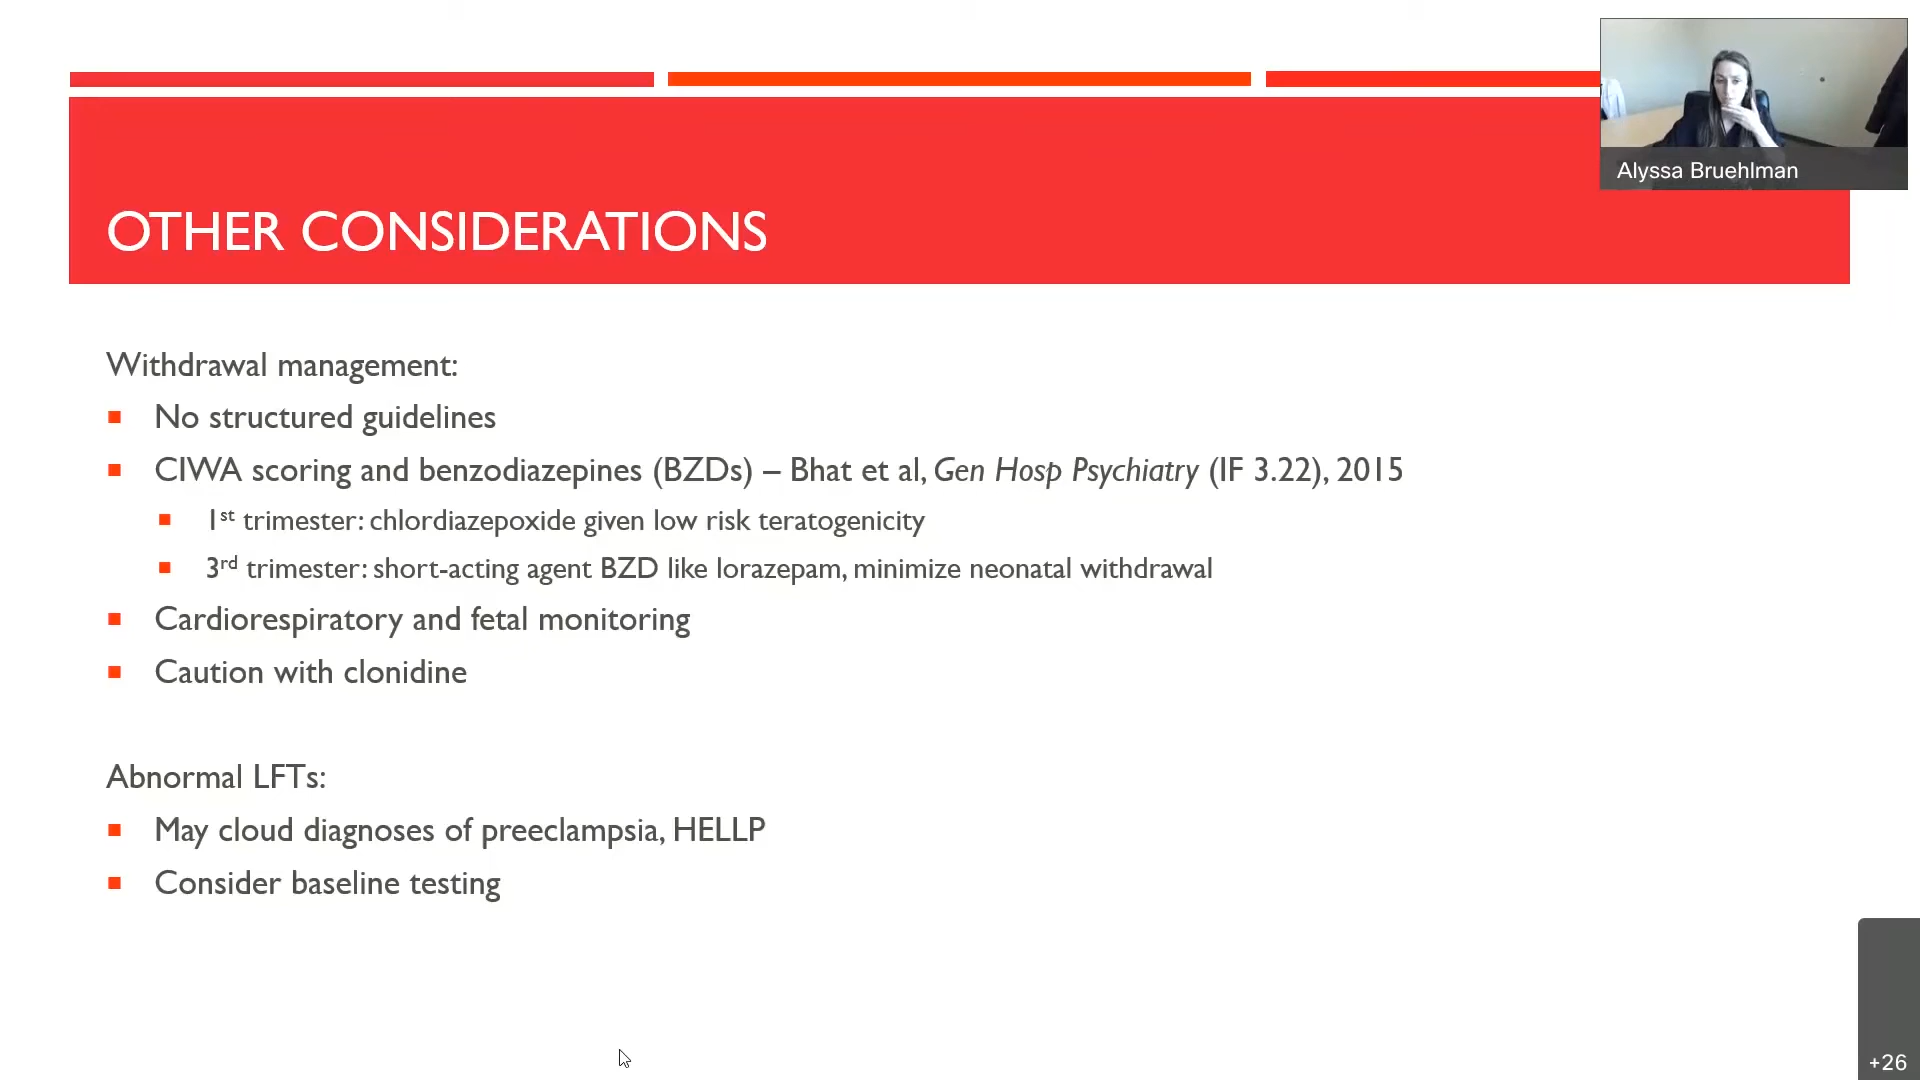 Alyssa Bruehlman
OTHER CONSIDERATIONS
Withdrawal management:
No structured guidelines
CIWA scoring and benzodiazepines (BZDs) – Bhat et al, Gen Hosp Psychiatry (IF 3.22), 2015
1st trimester: chlordiazepoxide given low risk teratogenicity
3rd trimester: short-acting agent BZD like lorazepam, minimize neonatal withdrawal
Cardiorespiratory and fetal monitoring
Caution with clonidine
Abnormal LFTs:
May cloud diagnoses of preeclampsia, HELLP
Consider baseline testing
+26